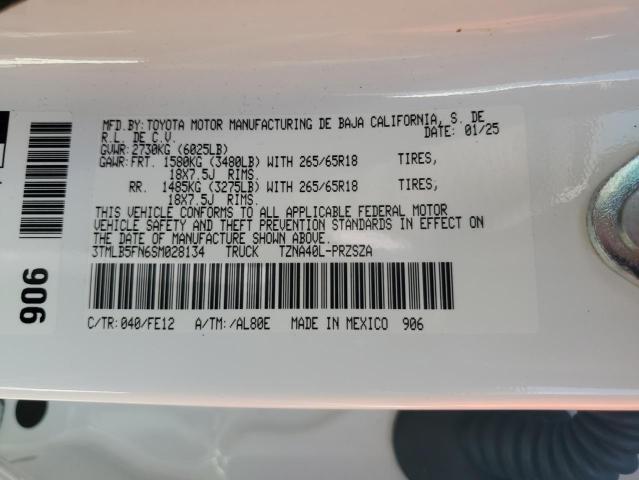 MFD.BY:TOYOTA MOTOR MANUFACTURING DE BAJA CALIFORNIA, S. DE
R.L. DE C.V. DATE: 01/25
GVWR:2730KG (6025LB)
GAWR:FRT. 1580KG (3480LB) WITH 265/65R18 TIRES,
18X7.5J RIMS.
RR. 1485KG (3275LB) WITH 265/65R18 TIRES,
18X7.5J RIMS.
THIS VEHICLE CONFORMS TO ALL APPLICABLE FEDERAL MOTOR
VEHICLE SAFETY AND THEFT PREVENTION STANDARDS IN EFFECT ON
THE DATE OF MANUFACTURE SHOWN ABOVE.
3TMLB5FN6SM028134 TRUCK TZNA40L-PRZSZA
C/TR:040/FE12 A/TM:/AL80E MADE IN MEXICO 906
906